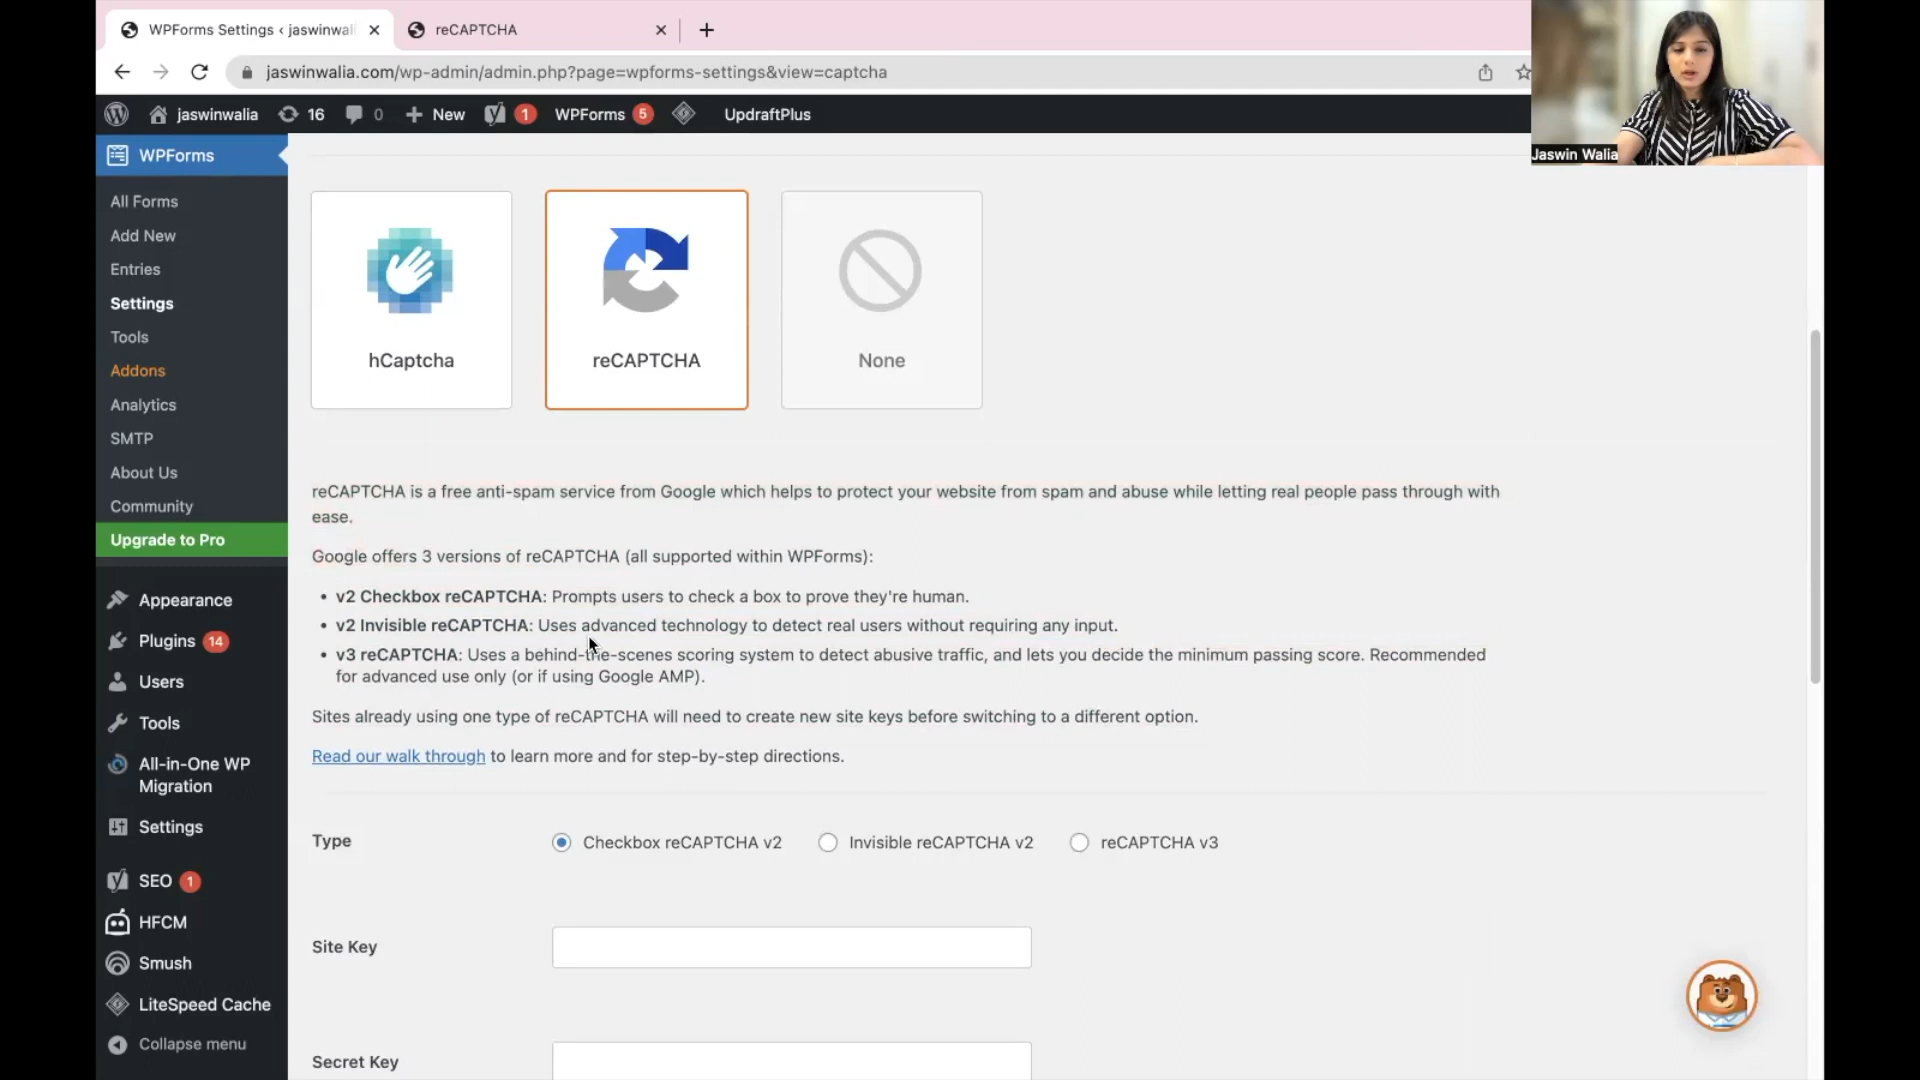 WPForms Settings ‹ jaswinwali
reCAPTCHA
jaswinwalia.com/wp-admin/admin.php?page=wpforms-settings&view=captcha
jaswinwalia
16
0
New
1
WPForms
5
UpdraftPlus
Jaswin Walia
WPForms
All Forms
Add New
Entries
Settings
Tools
Addons
Analytics
SMTP
About Us
Community
Upgrade to Pro
Appearance
Plugins 14
Users
Tools
All-in-One WP
Migration
Settings
SEO 1
HFCM
Smush
LiteSpeed Cache
Collapse menu
hCaptcha
reCAPTCHA
None
reCAPTCHA is a free anti-spam service from Google which helps to protect your website from spam and abuse while letting real people pass through with
ease.
Google offers 3 versions of reCAPTCHA (all supported within WPForms):
• v2 Checkbox reCAPTCHA: Prompts users to check a box to prove they're human.
• v2 Invisible reCAPTCHA: Uses advanced technology to detect real users without requiring any input.
• v3 reCAPTCHA: Uses a behind-the-scenes scoring system to detect abusive traffic, and lets you decide the minimum passing score. Recommended
for advanced use only (or if using Google AMP).
Sites already using one type of reCAPTCHA will need to create new site keys before switching to a different option.
Read our walk through to learn more and for step-by-step directions.
Type
Checkbox reCAPTCHA v2
Invisible reCAPTCHA v2
reCAPTCHA v3
Site Key
Secret Key